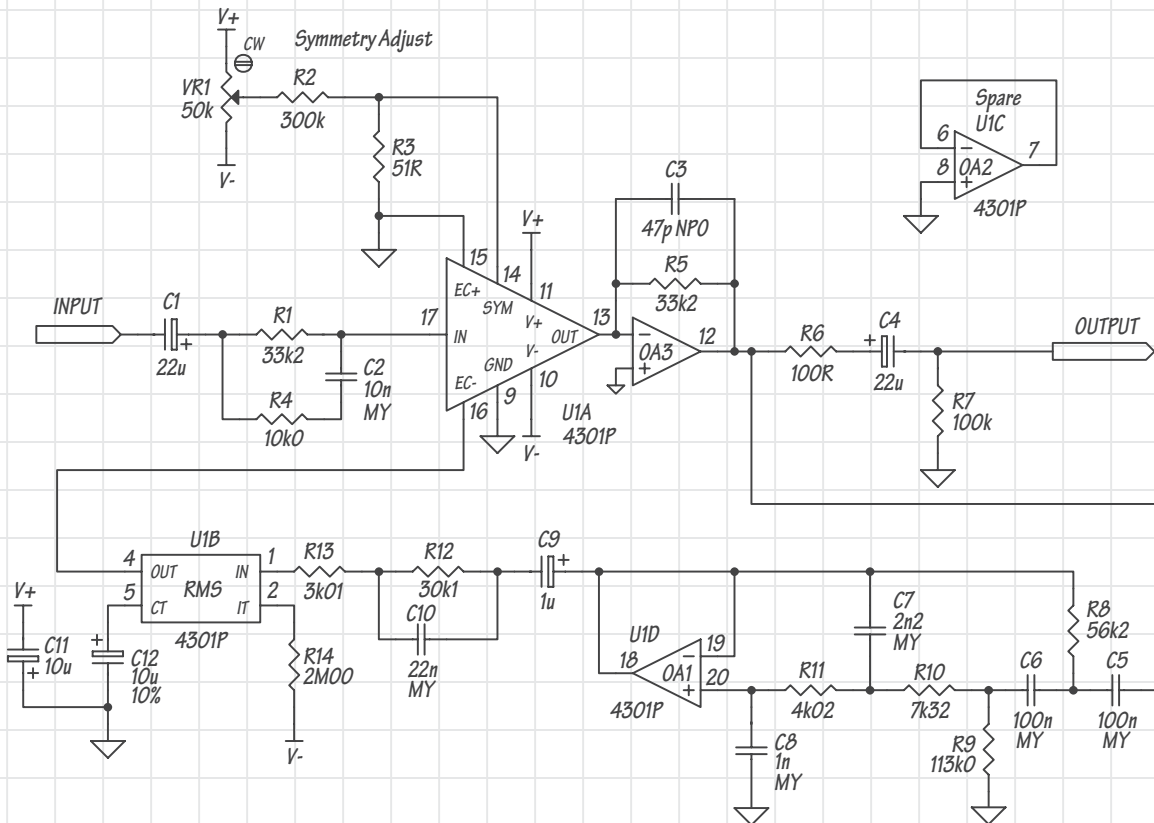 V+
CW
Symmetry Adjust
VR1
50k
R2
300k
V-
R3
51R
Spare
U1C
6
-
7
8
OA2
+
4301P
C3
47p NPO
V+
15
14
11
R5
33k2
INPUT
C1
+
22u
R1
33k2
17
EC+
SYM
V+
IN
OUT
13
V-
GND
EC-
10
9
16
-
OA3
+
12
C2
10n
MY
R4
10k0
U1A
4301P
V-
R6
100R
+
C4
22u
OUTPUT
R7
100k
U1B
4
OUT
IN
1
RMS
5
CT
IT
2
4301P
R13
3k01
R12
30k1
C10
22n
MY
C9
+
1u
V+
C11
10u
+
+
C12
10u
10%
R14
2M00
V-
U1D
19
-
18
OA1
20
+
4301P
C7
2n2
MY
R8
56k2
R11
4k02
R10
7k32
C6
100n
MY
C5
100n
MY
C8
1n
MY
R9
113k0